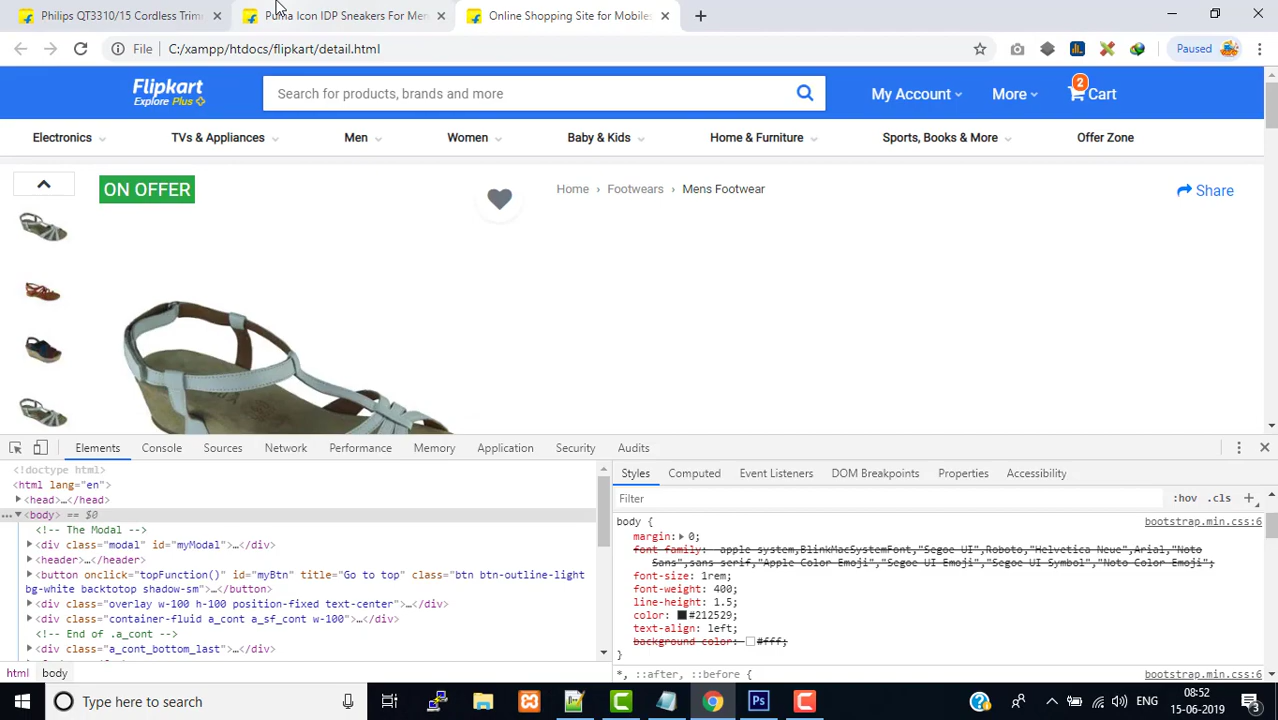 Philips QT3310/15 Cordless Trimm
Puma Icon IDP Sneakers For Men
Online Shopping Site for Mobiles
File C:/xampp/htdocs/flipkart/detail.html
Paused
Flipkart
Explore Plus
Search for products, brands and more
My Account
More
2
Cart
Electronics
TVs & Appliances
Men
Women
Baby & Kids
Home & Furniture
Sports, Books & More
Offer Zone
ON OFFER
Home › Footwears › Mens Footwear
Share
Elements Console Sources Network Performance Memory Application Security Audits
<!doctype html>
<html lang="en">
<head>…</head>
<body> == $0
<!-- The Modal -->
<div class="modal" id="myModal">…</div>
<header>…</header>
<button onclick="topFunction()" id="myBtn" title="Go to top" class="btn btn-outline-light
bg-white backtotop shadow-sm">…</button>
<div class="overlay w-100 h-100 position-fixed text-center">…</div>
<div class="container-fluid a_cont a_sf_cont w-100">…</div>
<!-- End of .a_cont -->
<div class="a_cont_bottom_last">…</div>
html body
Styles Computed Event Listeners DOM Breakpoints Properties Accessibility
Filter
:hov .cls +
body { bootstrap.min.css:6
margin: 0;
font-family: -apple-system,BlinkMacSystemFont,"Segoe UI",Roboto,"Helvetica Neue",Arial,"Noto
Sans",sans-serif,"Apple Color Emoji","Segoe UI Emoji","Segoe UI Symbol","Noto Color Emoji";
font-size: 1rem;
font-weight: 400;
line-height: 1.5;
color: #212529;
text-align: left;
background-color: #fff;
}
*, ::after, ::before { bootstrap.min.css:6
Type here to search
ENG
08:52
15-06-2019
3